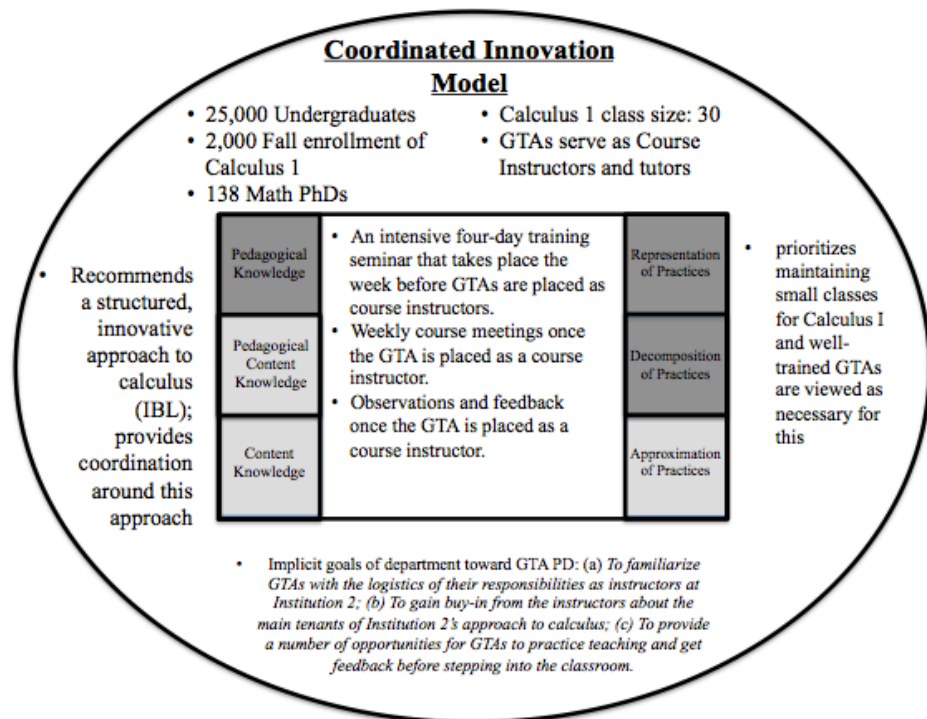 Coordinated Innovation
Model
• 25,000 Undergraduates
• 2,000 Fall enrollment of
Calculus 1
• 138 Math PhDs
• Calculus 1 class size: 30
• GTAs serve as Course
Instructors and tutors
• Recommends
a structured,
innovative
approach to
calculus
(IBL);
provides
coordination
around this
approach
Pedagogical
Knowledge
Pedagogical
Content
Knowledge
Content
Knowledge
• An intensive four-day training
seminar that takes place the
week before GTAs are placed as
course instructors.
• Weekly course meetings once
the GTA is placed as a course
instructor.
• Observations and feedback
once the GTA is placed as a
course instructor.
Representation
of Practices
Decomposition
of Practices
Approximation
of Practices
• prioritizes
maintaining
small classes
for Calculus I
and well-
trained GTAs
are viewed as
necessary for
this
• Implicit goals of department toward GTA PD: (a) To familiarize
GTAs with the logistics of their responsibilities as instructors at
Institution 2; (b) To gain buy-in from the instructors about the
main tenants of Institution 2's approach to calculus; (c) To provide
a number of opportunities for GTAs to practice teaching and get
feedback before stepping into the classroom.